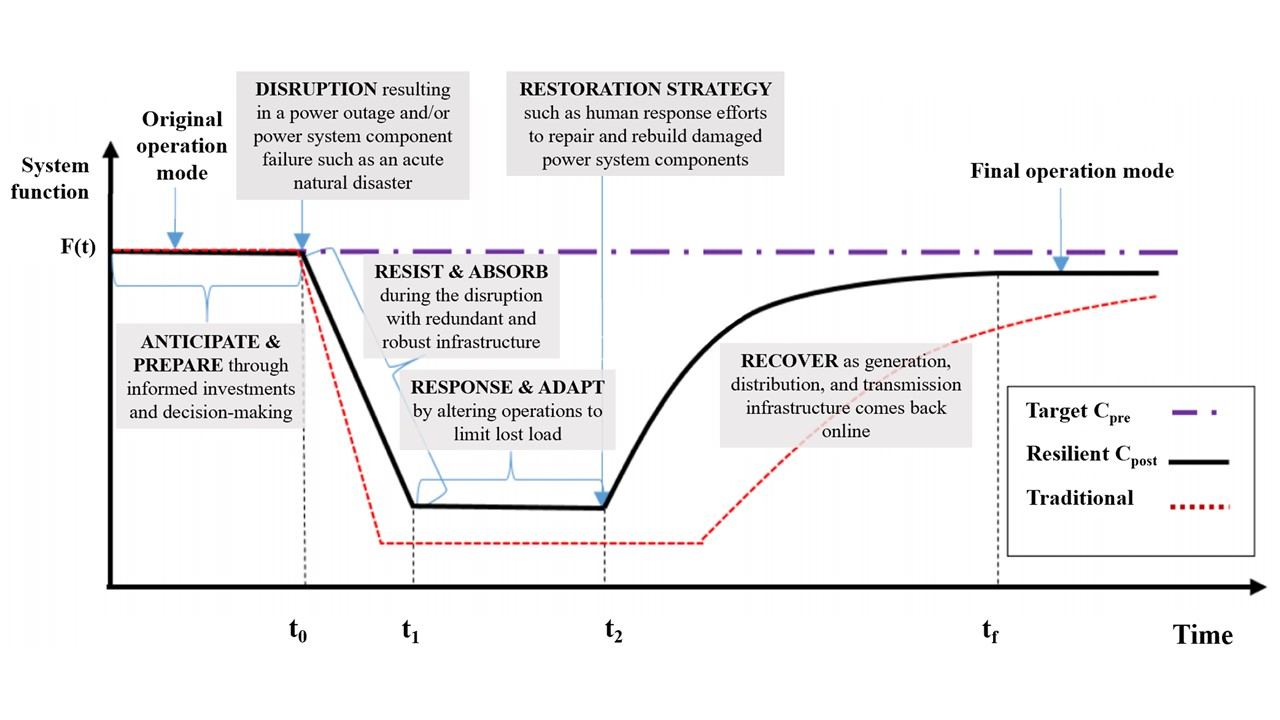 DISRUPTION resulting
in a power outage and/or
power system component
failure such as an acute
natural disaster
RESTORATION STRATEGY
such as human response efforts
to repair and rebuild damaged
power system components
Original
operation
mode
System
function
Final operation mode
F(t)
RESIST & ABSORB
during the disruption
with redundant and
robust infrastructure
ANTICIPATE &
PREPARE through
informed investments
and decision-making
RESPONSE & ADAPT
by altering operations to
limit lost load
RECOVER as generation,
distribution, and transmission
infrastructure comes back
online
Target Cpre
Resilient Cpost
Traditional
t0
t1
t2
tf
Time